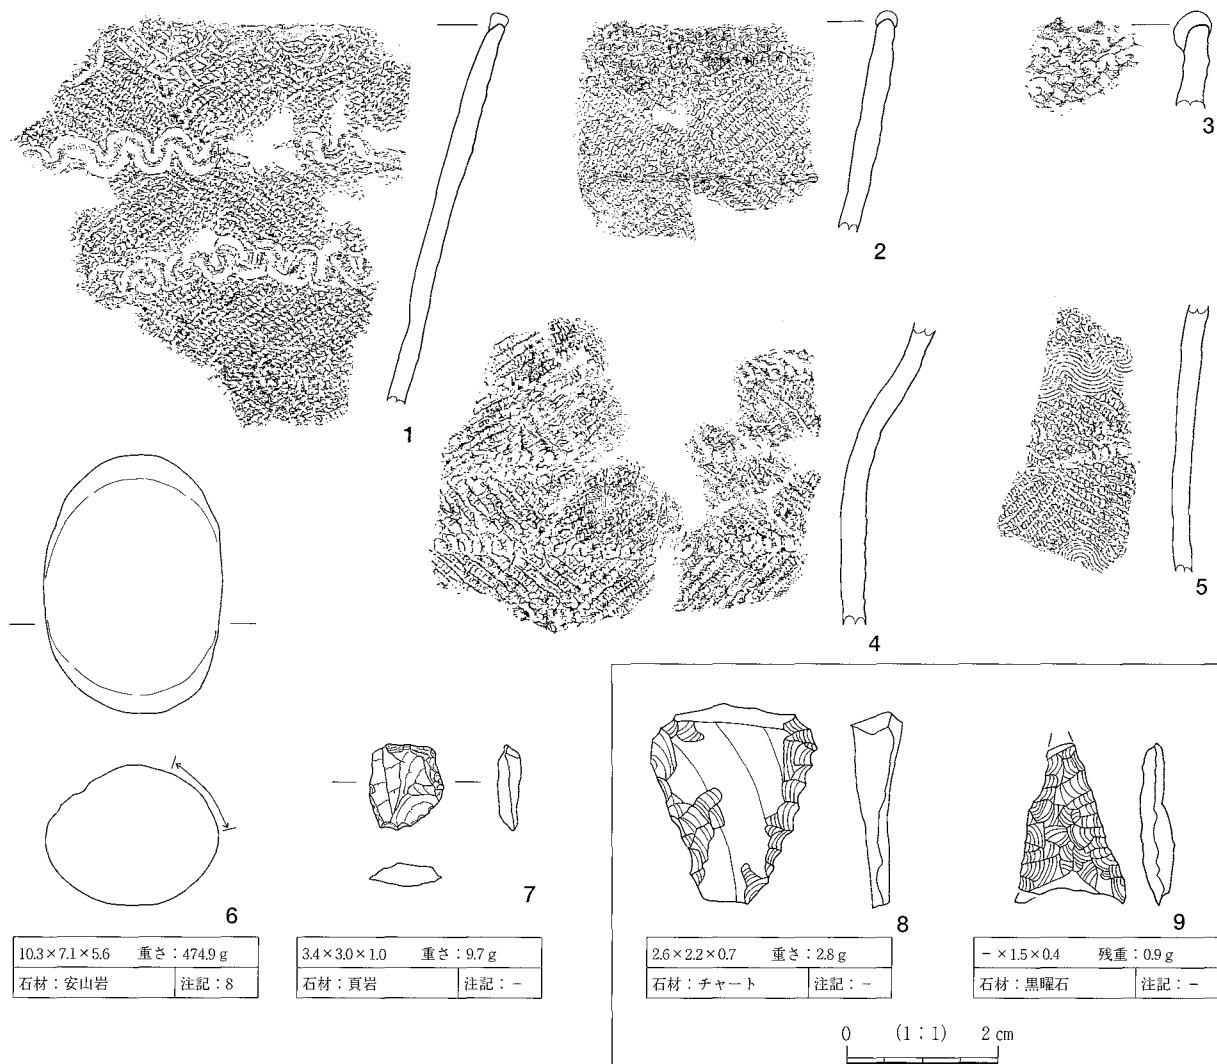 1
2
3
4
5
6
7
8
9
10.3×7.1×5.6 重さ：474.9 g
石材：安山岩 注記：8
3.4×3.0×1.0 重さ：9.7 g
石材：頁岩 注記：−
2.6×2.2×0.7 重さ：2.8 g
石材：チャート 注記：−
− ×1.5×0.4 残重：0.9 g
石材：黒曜石 注記：−
0 (1：1) 2 cm